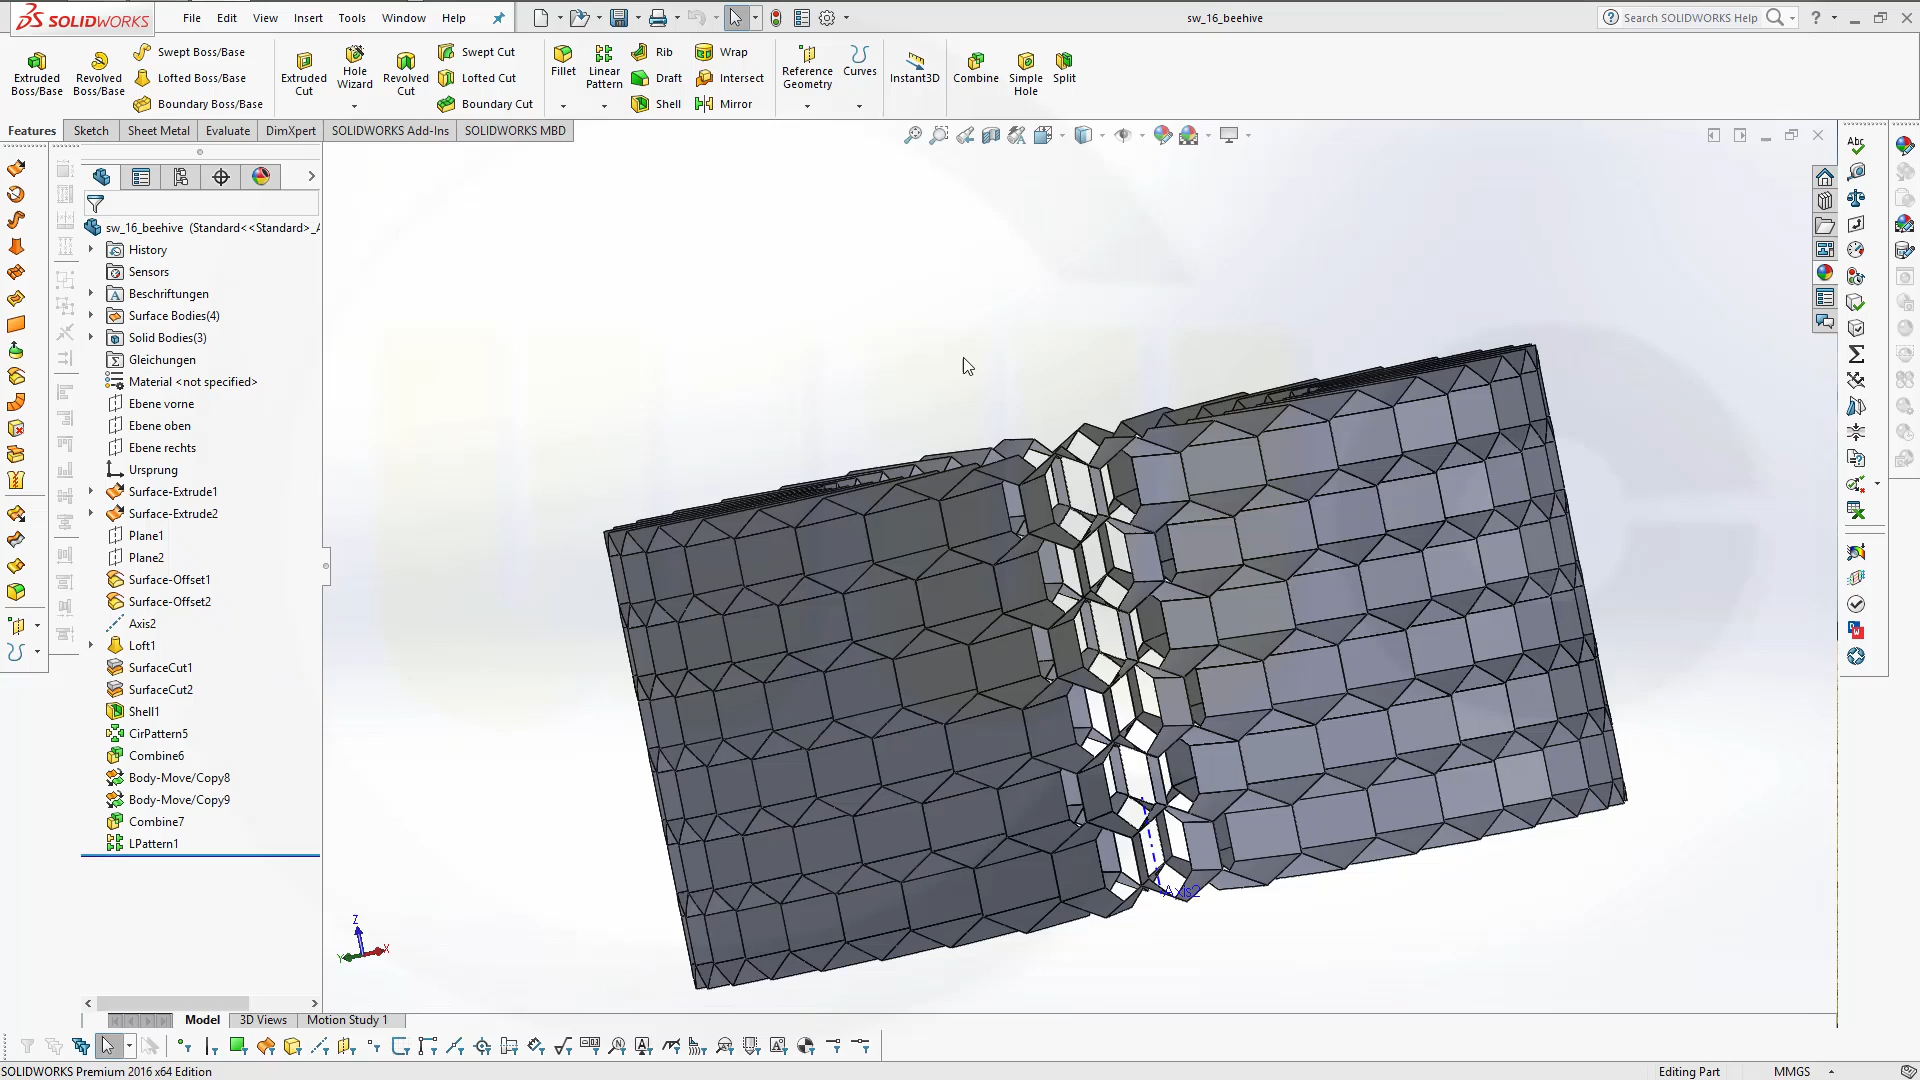 SOLIDWORKS
File Edit View Insert Tools Window Help
sw_16_beehive
Search SOLIDWORKS Help
Extruded Boss/Base
Revolved Boss/Base
Swept Boss/Base
Lofted Boss/Base
Boundary Boss/Base
Extruded Cut
Hole Wizard
Revolved Cut
Swept Cut
Lofted Cut
Boundary Cut
Fillet
Linear Pattern
Rib
Draft
Shell
Wrap
Intersect
Mirror
Reference Geometry
Curves
Instant3D
Combine
Simple Hole
Split
Features Sketch Sheet Metal Evaluate DimXpert SOLIDWORKS Add-Ins SOLIDWORKS MBD
sw_16_beehive (Standard<<Standard>_A
History
Sensors
Beschriftungen
Surface Bodies(4)
Solid Bodies(3)
Gleichungen
Material <not specified>
Ebene vorne
Ebene oben
Ebene rechts
Ursprung
Surface-Extrude1
Surface-Extrude2
Plane1
Plane2
Surface-Offset1
Surface-Offset2
Axis2
Loft1
SurfaceCut1
SurfaceCut2
Shell1
CirPattern5
Combine6
Body-Move/Copy8
Body-Move/Copy9
Combine7
LPattern1
Axis2
Z
X
Y
Model 3D Views Motion Study 1
SOLIDWORKS Premium 2016 x64 Edition
Editing Part
MMGS